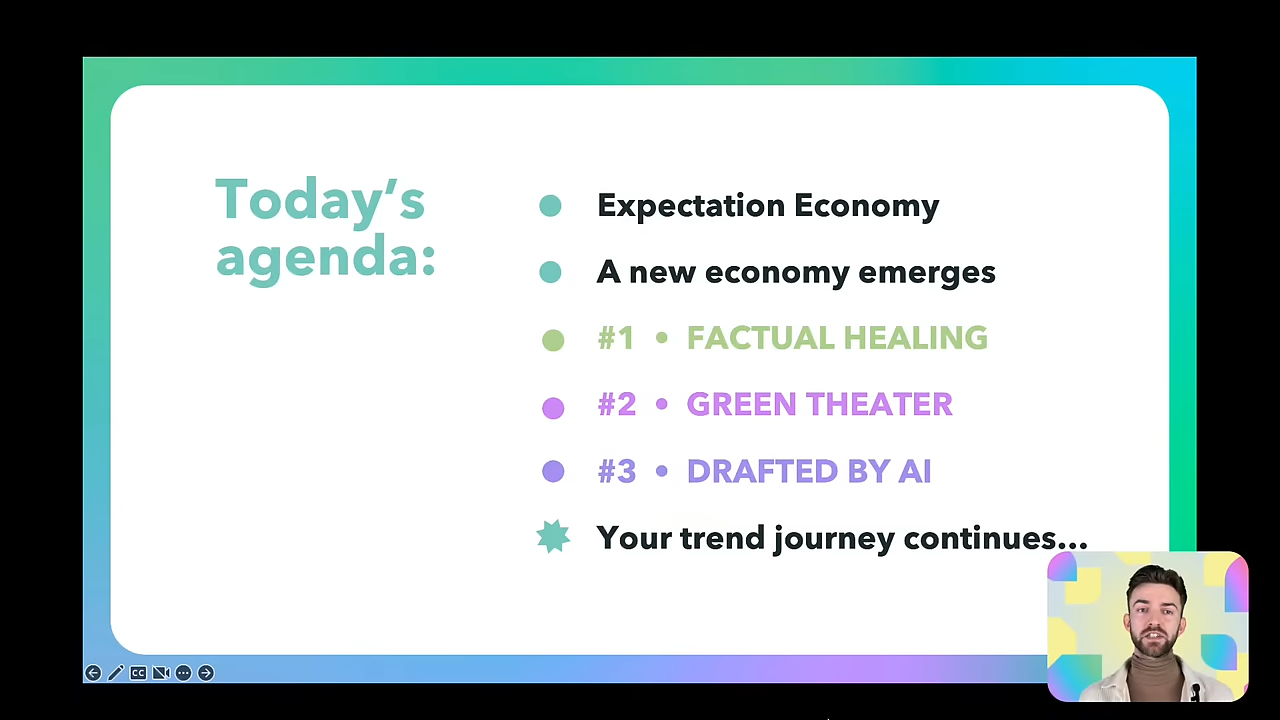 Today’s
agenda:
Expectation Economy
A new economy emerges
#1 • FACTUAL HEALING
#2 • GREEN THEATER
#3 • DRAFTED BY AI
Your trend journey continues...
CC